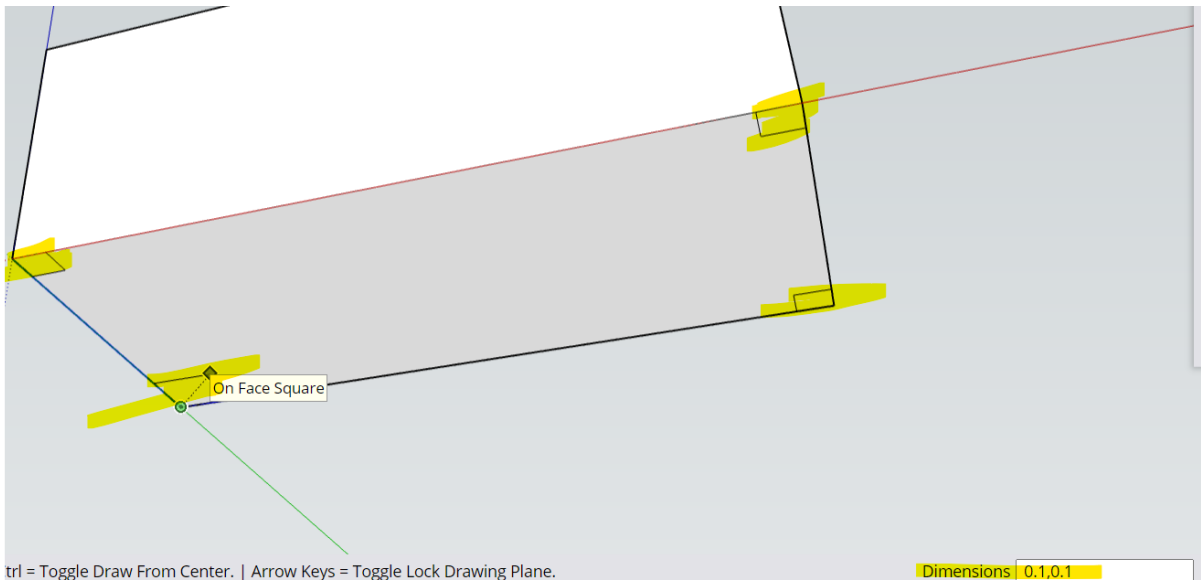 On Face Square
trl = Toggle Draw From Center. | Arrow Keys = Toggle Lock Drawing Plane.
Dimensions 0.1,0.1